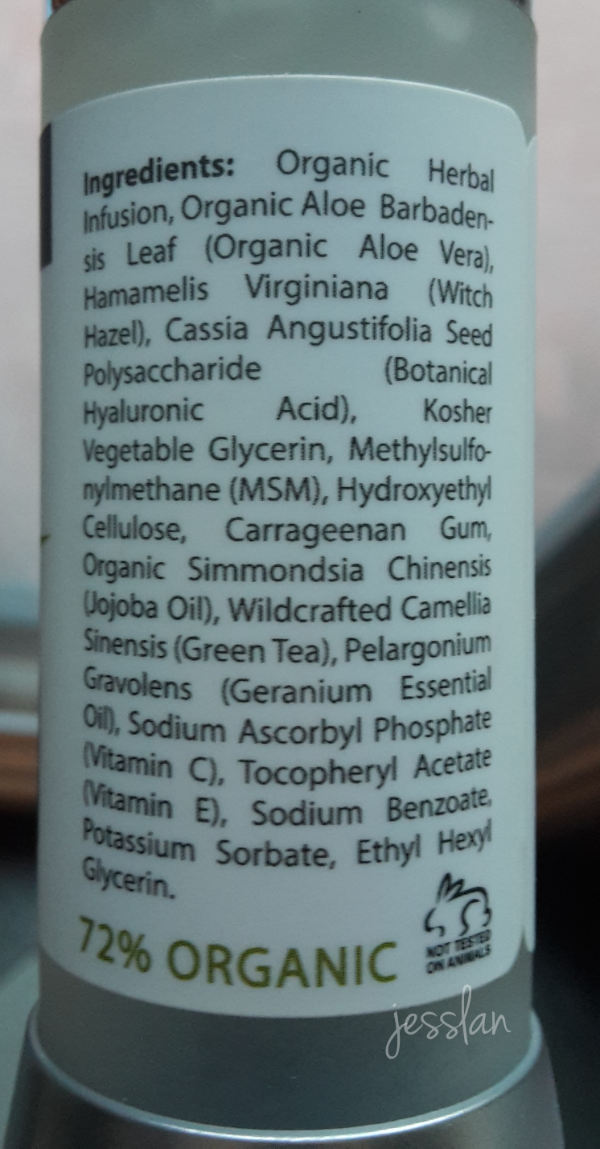 Ingredients: Organic Herbal
Infusion, Organic Aloe Barbaden-
sis Leaf (Organic Aloe Vera),
Hamamelis Virginiana (Witch
Hazel), Cassia Angustifolia Seed
Polysaccharide (Botanical
Hyaluronic Acid), Kosher
Vegetable Glycerin, Methylsulfo-
nylmethane (MSM), Hydroxyethyl
Cellulose, Carrageenan Gum,
Organic Simmondsia Chinensis
(Jojoba Oil), Wildcrafted Camellia
Sinensis (Green Tea), Pelargonium
Gravolens (Geranium Essential
Oil), Sodium Ascorbyl Phosphate
(Vitamin C), Tocopheryl Acetate
(Vitamin E), Sodium Benzoate,
Potassium Sorbate, Ethyl Hexyl
Glycerin.
72% ORGANIC
NOT TESTED
ON ANIMALS
jesslan